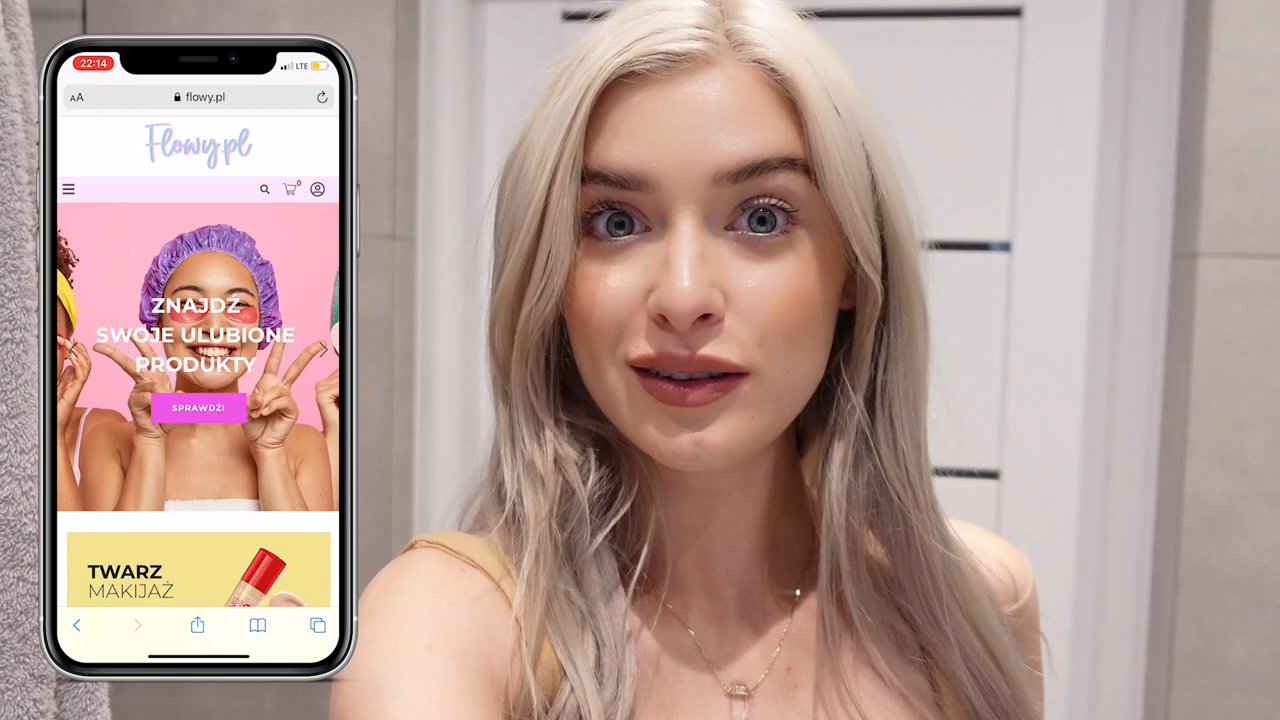 22:14
LTE
AA
flowy.pl
Flowy.pl
0
ZNAJDŹ
SWOJE ULUBIONE
PRODUKTY
SPRAWDŹ!
TWARZ
MAKIJAŻ